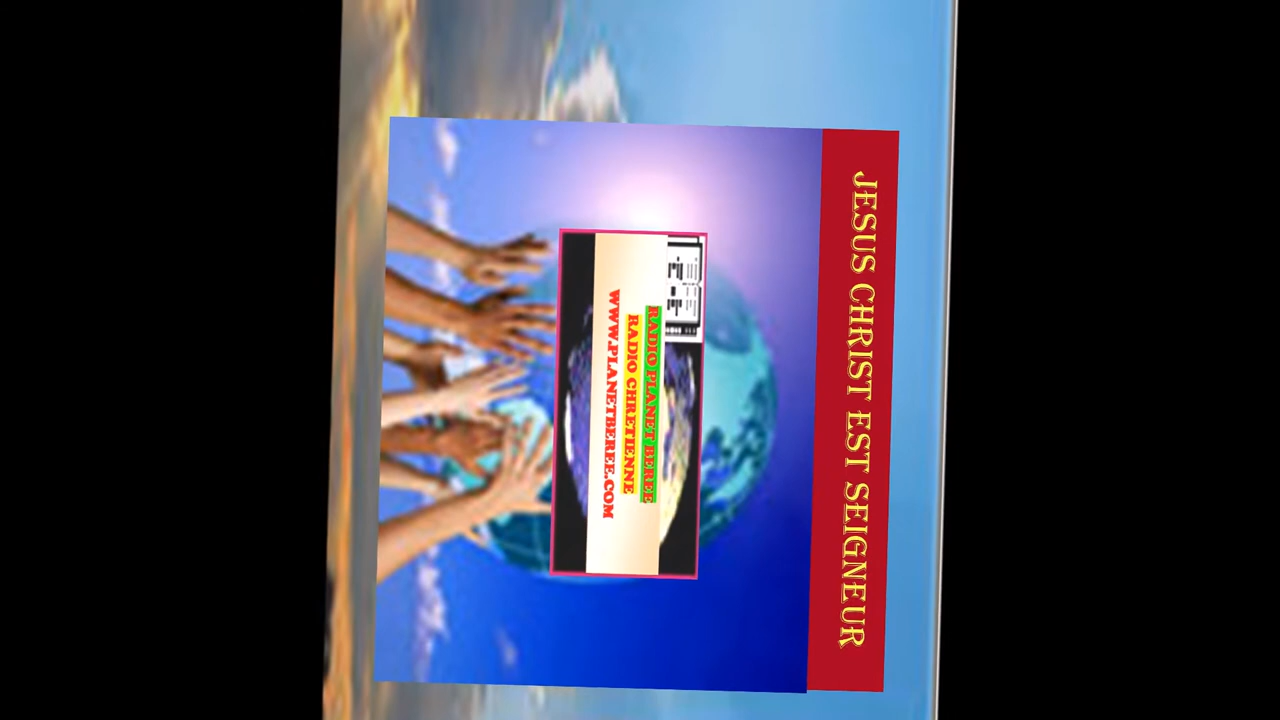 JESUS CHRIST EST SEIGNEUR
RADIO PLANET BEREE
RADIO CHRETIENNE
WWW.PLANETBEREE.COM